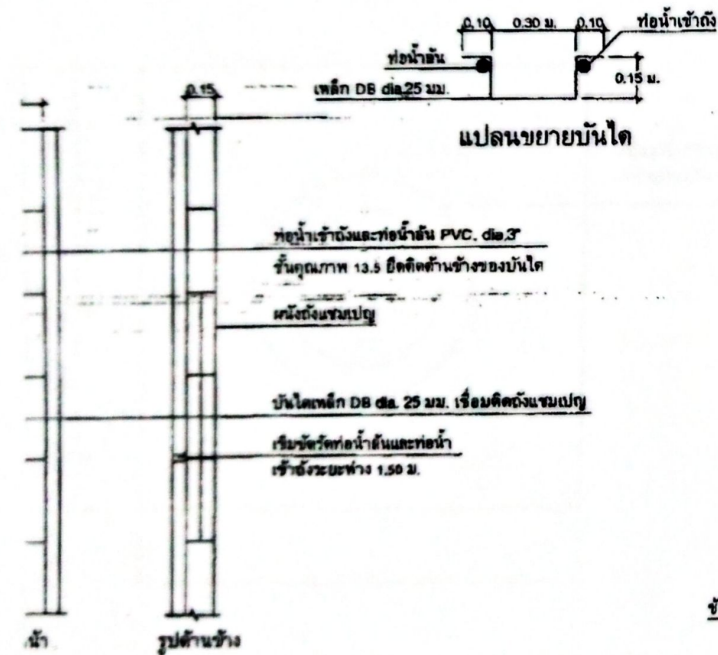 0.10 0.30 ม. 0.10
ท่อน้ำเข้าถัง
ท่อน้ำล้น
0.15 ม.
เหล็ก DB dia.25 มม.
แปลนขยายบันได
0.15
ท่อน้ำเข้าถังและท่อน้ำล้น PVC. dia.3"
ชั้นคุณภาพ 13.5 ยึดติดด้านข้างของบันได
ผนังถังแชมเปญ
บันไดเหล็ก DB dia. 25 มม. เชื่อมติดถังแชมเปญ
เข็มขัดรัดท่อน้ำล้นและท่อน้ำ
เข้าถังระยะห่าง 1.50 ม.
รูปด้านข้าง